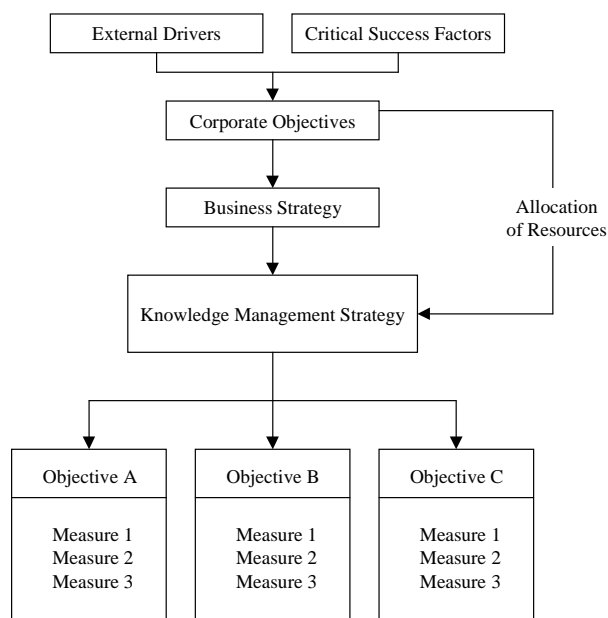 External Drivers
Critical Success Factors
Corporate Objectives
Business Strategy
Allocation
of Resources
Knowledge Management Strategy
Objective A
Measure 1
Measure 2
Measure 3
Objective B
Measure 1
Measure 2
Measure 3
Objective C
Measure 1
Measure 2
Measure 3